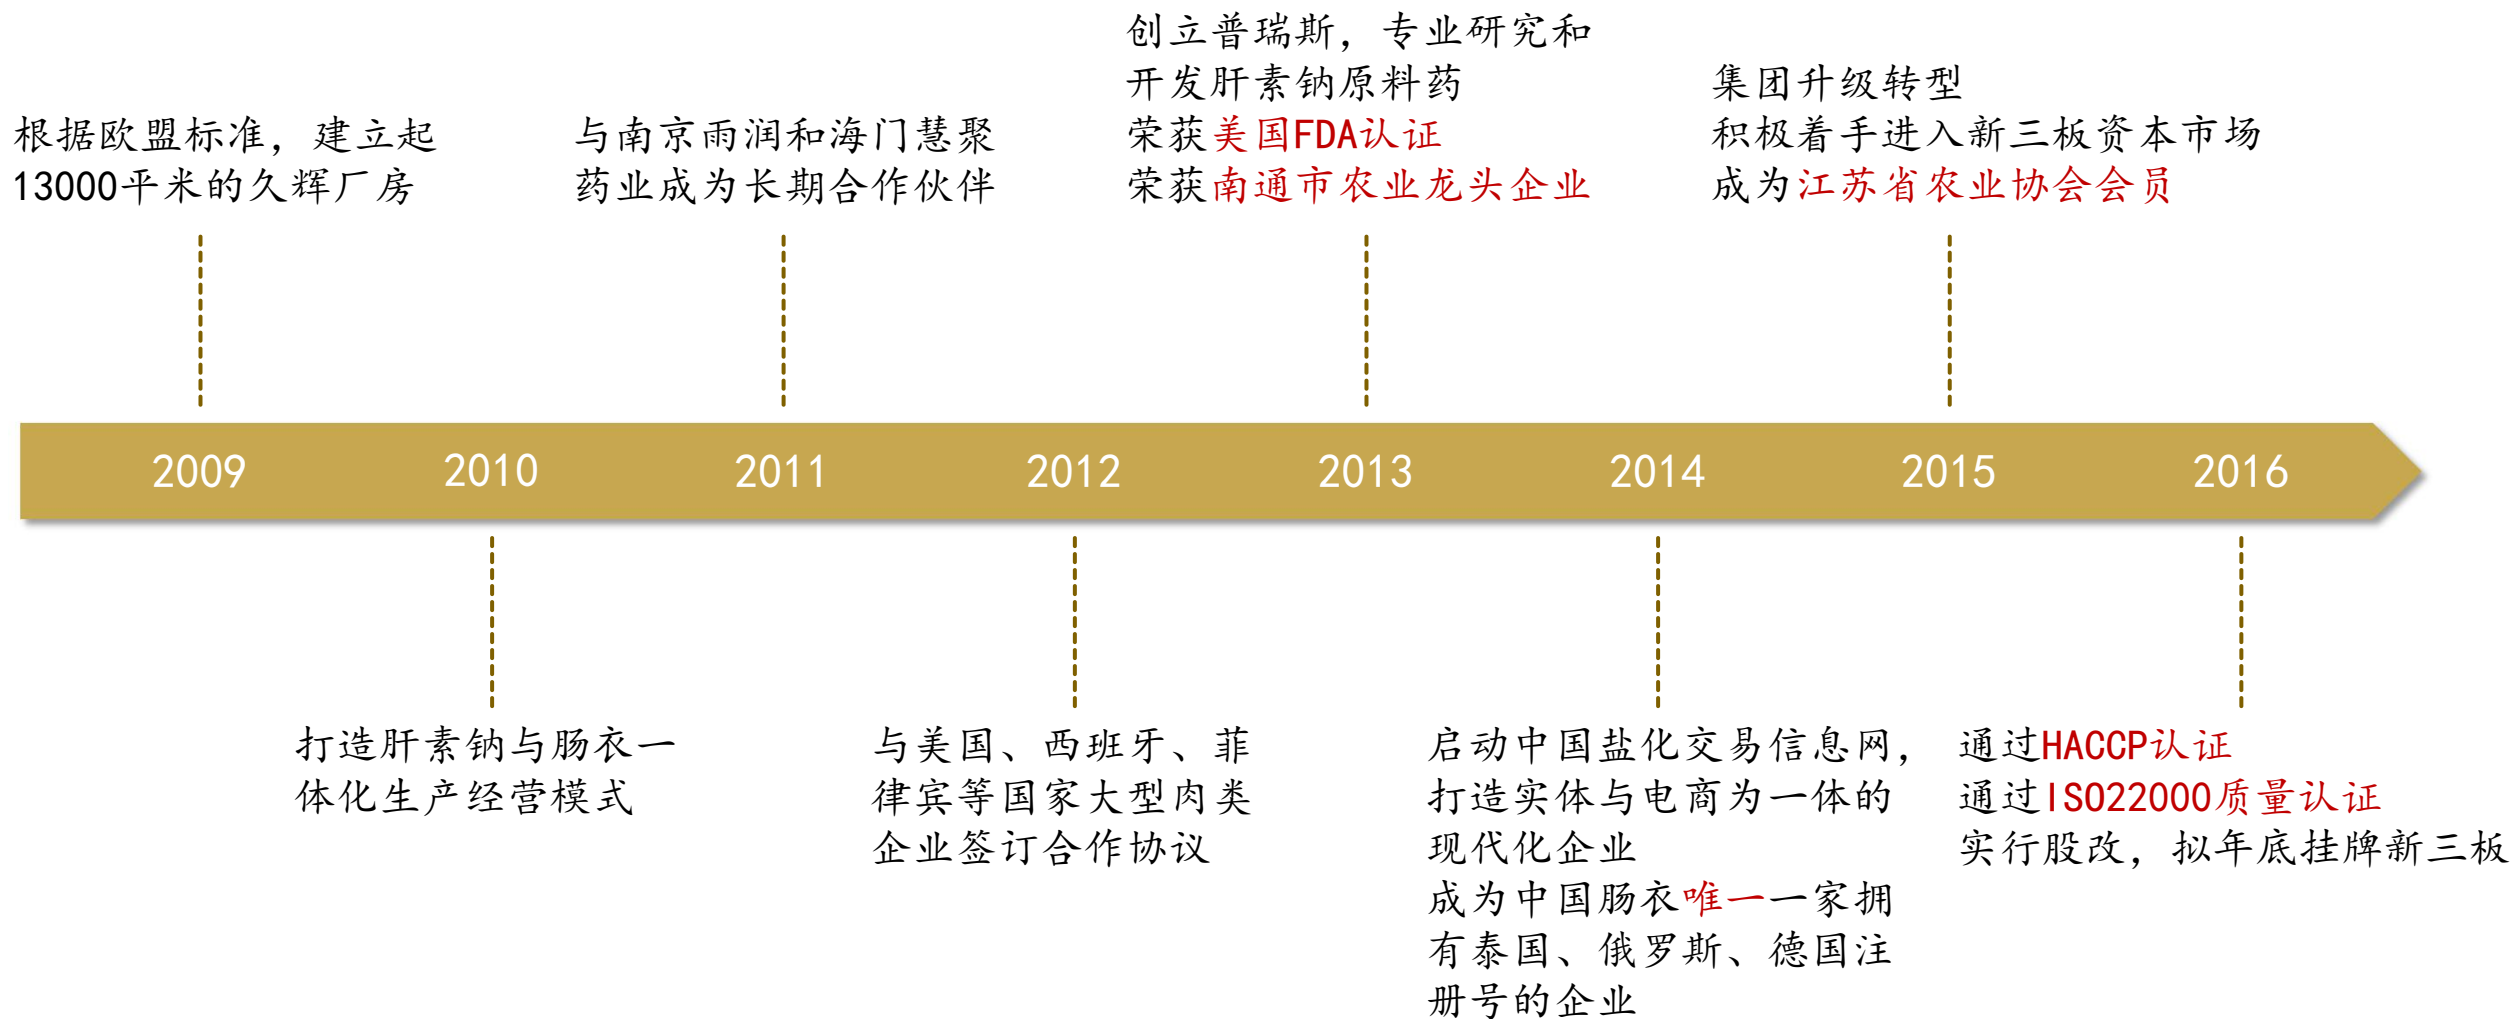 创立普瑞斯，专业研究和
开发肝素钠原料药
荣获美国FDA认证
荣获南通市农业龙头企业
集团升级转型
积极着手进入新三板资本市场
成为江苏省农业协会会员
根据欧盟标准，建立起
13000平米的久辉厂房
与南京雨润和海门慧聚
药业成为长期合作伙伴
2009
2010
2011
2012
2013
2014
2015
2016
打造肝素钠与肠衣一
体化生产经营模式
与美国、西班牙、菲
律宾等国家大型肉类
企业签订合作协议
启动中国盐化交易信息网，
打造实体与电商为一体的
现代化企业
成为中国肠衣唯一一家拥
有泰国、俄罗斯、德国注
册号的企业
通过HACCP认证
通过ISO22000质量认证
实行股改，拟年底挂牌新三板